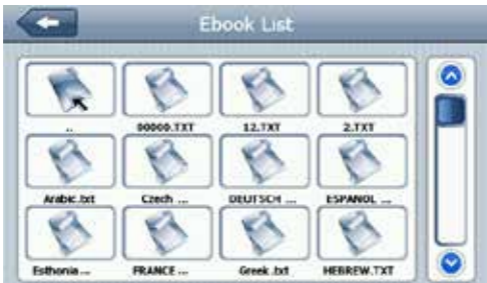 Ebook List
.. 00000.TXT 12.TXT 2.TXT
Arabic.txt Czech ... DEUTSCH ... ESPANOL ...
Esthonia ... FRANCE ... Greek .txt HEBREW.TXT